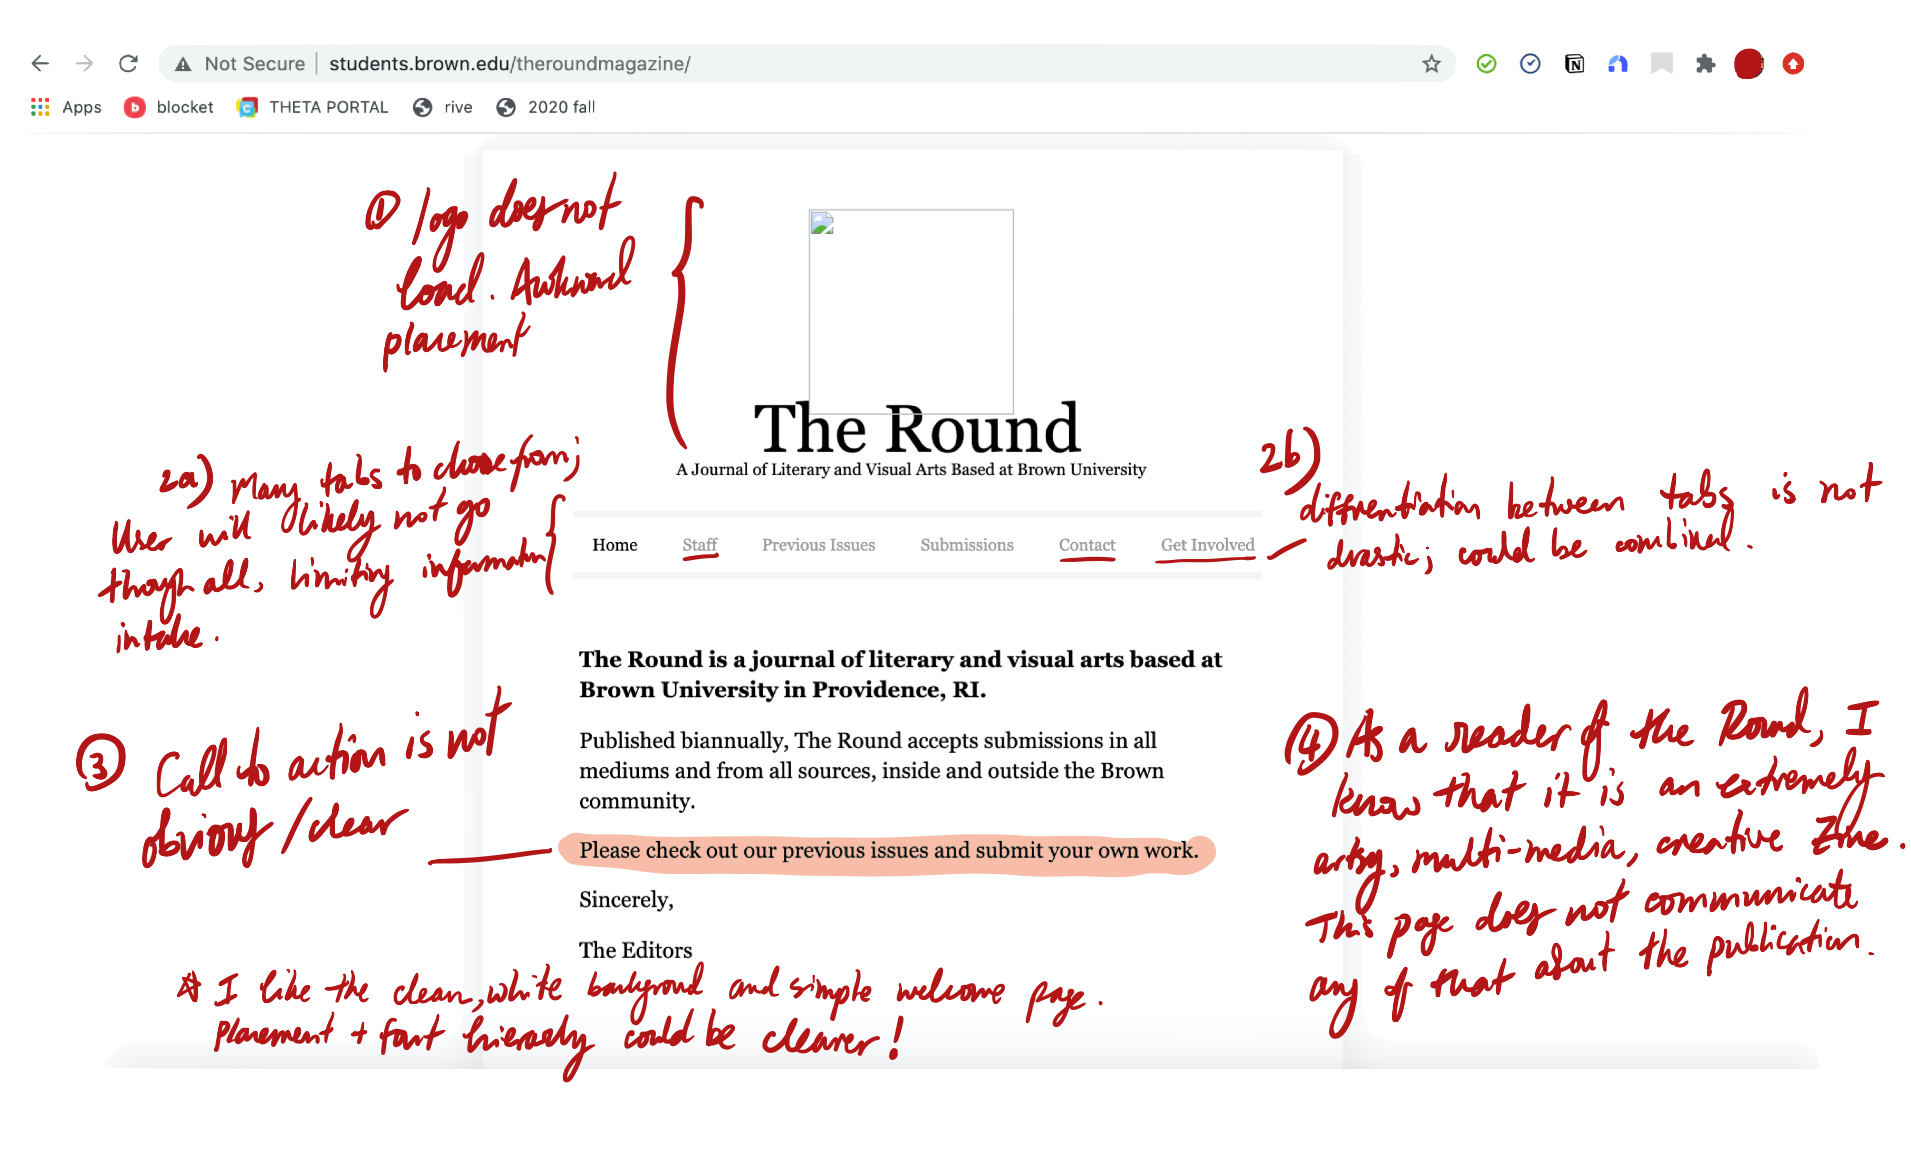 Not Secure students.brown.edu/theroundmagazine/
Apps blocket THETA PORTAL rive 2020 fall
① logo does not
load. Awkward
placement
The Round
A Journal of Literary and Visual Arts Based at Brown University
2a) Many tabs to choose from;
User will likely not go
though all, limiting information
intake.
2b)
diffrentiation between tabs is not
drastic; could be combined.
Home Staff Previous Issues Submissions Contact Get Involved
The Round is a journal of literary and visual arts based at
Brown University in Providence, RI.
Published biannually, The Round accepts submissions in all
mediums and from all sources, inside and outside the Brown
community.
③ Call to action is not
obvious/clear
Please check out our previous issues and submit your own work.
Sincerely,
The Editors
④ As a reader of the Round, I
know that it is an extremely
artsy, multi-media, creative Zine.
This page does not communicate
any of that about the publication.
☆ I like the clean, white background and simple welcome page.
Placement + font hierarchy could be clearer!